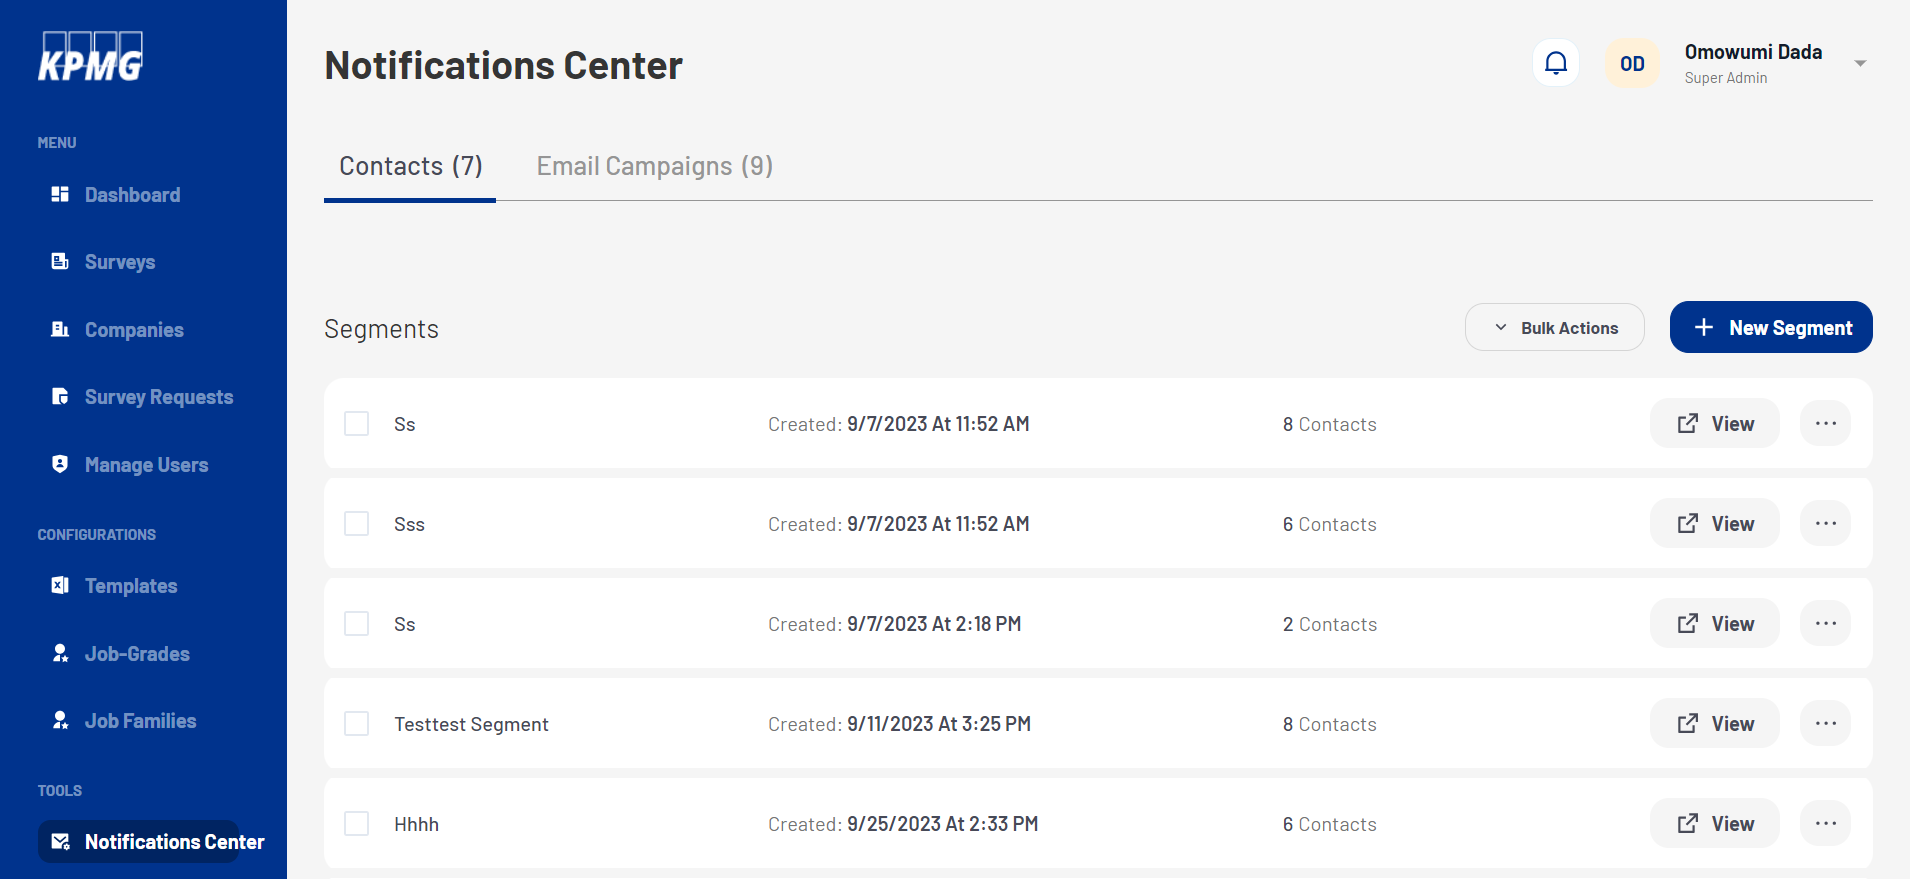 KPMG
MENU
Dashboard
Surveys
Companies
Survey Requests
Manage Users
CONFIGURATIONS
Templates
Job-Grades
Job Families
TOOLS
Notifications Center
Notifications Center
OD
Omowumi Dada
Super Admin
Contacts (7)
Email Campaigns (9)
Segments
Bulk Actions
New Segment
Ss Created: 9/7/2023 At 11:52 AM 8 Contacts View
Sss Created: 9/7/2023 At 11:52 AM 6 Contacts View
Ss Created: 9/7/2023 At 2:18 PM 2 Contacts View
Testtest Segment Created: 9/11/2023 At 3:25 PM 8 Contacts View
Hhhh Created: 9/25/2023 At 2:33 PM 6 Contacts View